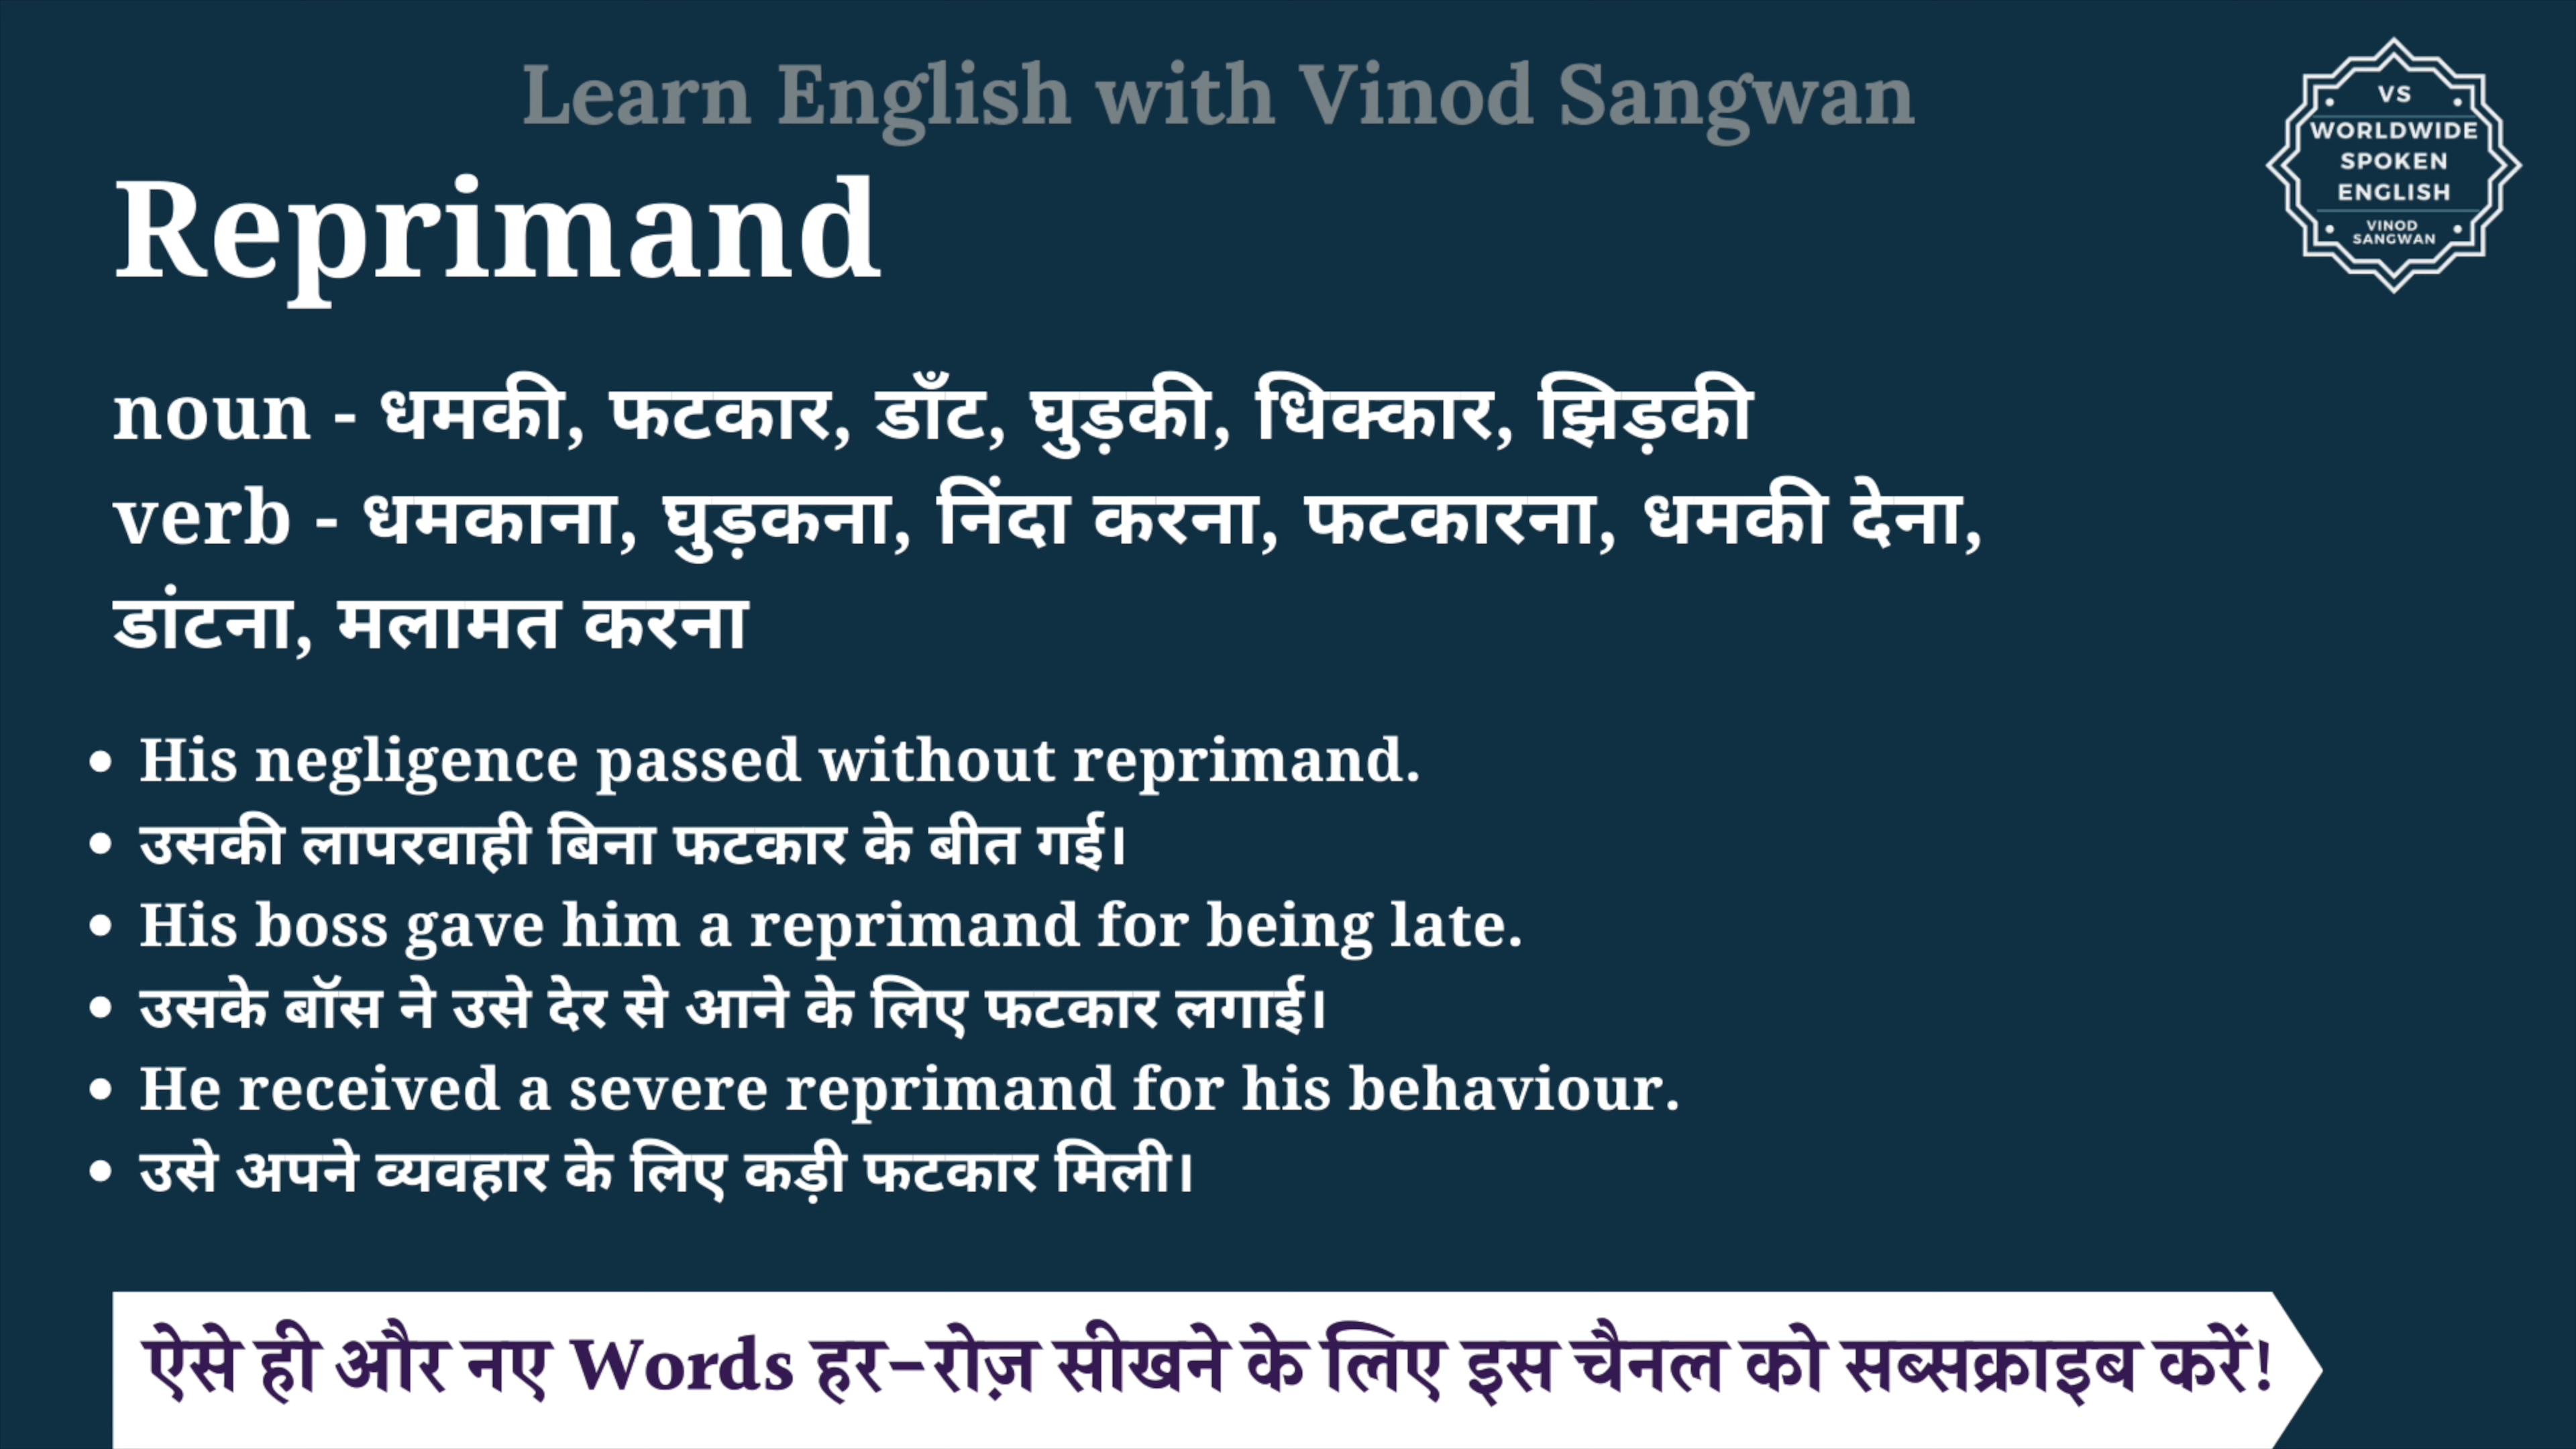 Learn English with Vinod Sangwan
VS
WORLDWIDE
SPOKEN
ENGLISH
VINOD
SANGWAN
Reprimand
noun - धमकी, फटकार, डाँट, घुड़की, धिक्कार, झिड़की
verb - धमकाना, घुड़कना, निंदा करना, फटकारना, धमकी देना,
डांटना, मलामत करना
• His negligence passed without reprimand.
• उसकी लापरवाही बिना फटकार के बीत गई।
• His boss gave him a reprimand for being late.
• उसके बॉस ने उसे देर से आने के लिए फटकार लगाई।
• He received a severe reprimand for his behaviour.
• उसे अपने व्यवहार के लिए कड़ी फटकार मिली।
ऐसे ही और नए Words हर-रोज़ सीखने के लिए इस चैनल को सब्सक्राइब करें!